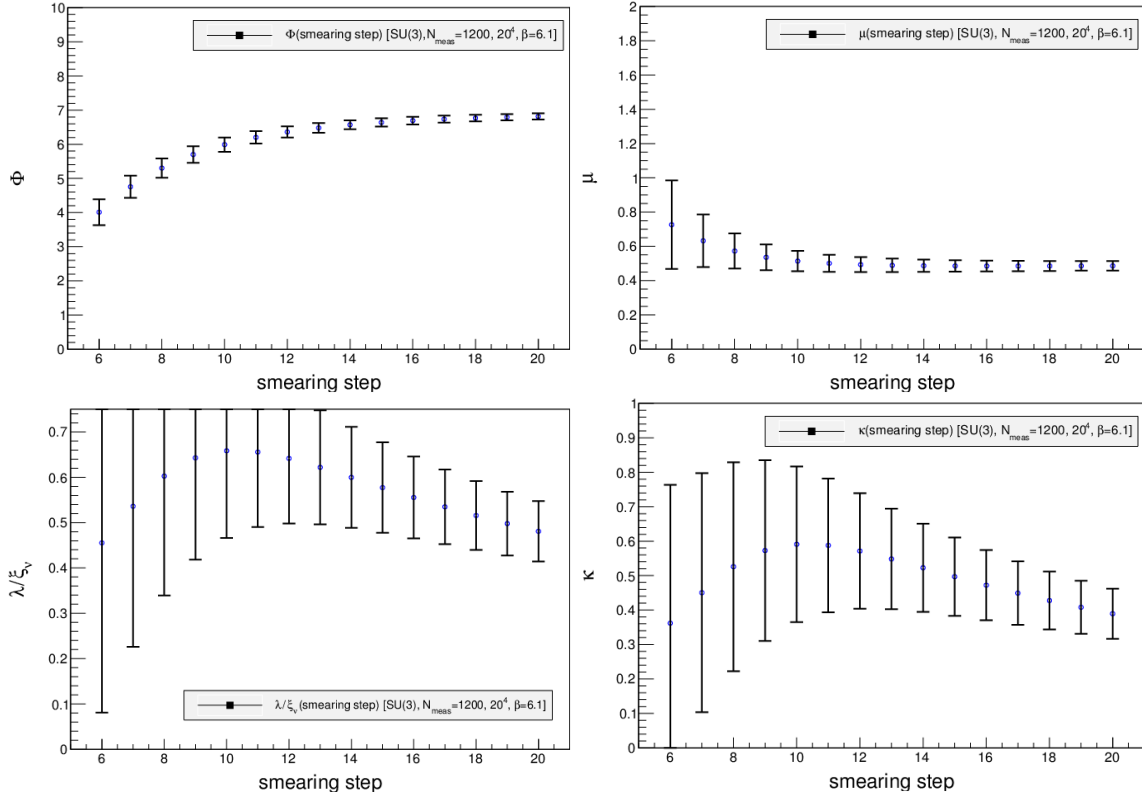 10
9
8
7
6
5
4
3
2
1
0
Φ
Φ(smearing step) [SU(3),N_meas=1200, 20^4, β=6.1]
6 8 10 12 14 16 18 20
smearing step
2
1.8
1.6
1.4
1.2
1
0.8
0.6
0.4
0.2
0
μ
μ(smearing step) [SU(3), N_meas=1200, 20^4, β=6.1]
6 8 10 12 14 16 18 20
smearing step
0.7
0.6
0.5
0.4
0.3
0.2
0.1
0
λ/ξ_v
λ/ξ_v(smearing step) [SU(3), N_meas=1200, 20^4, β=6.1]
6 8 10 12 14 16 18 20
smearing step
1
0.9
0.8
0.7
0.6
0.5
0.4
0.3
0.2
0.1
0
κ
κ(smearing step) [SU(3), N_meas=1200, 20^4, β=6.1]
6 8 10 12 14 16 18 20
smearing step